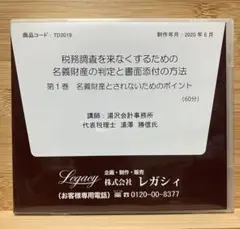 商品コード：TD2019
制作年月：2020年6月
税務調査を来なくするための
名義財産の判定と書面添付の方法
第1巻 名義財産とされないためのポイント
(60分)
講師：湯沢会計事務所
代表税理士 湯澤 勝信氏
Legacy
企画・制作・販売
株式会社 レガシィ
(お客様専用電話) ☎0120-00-8377